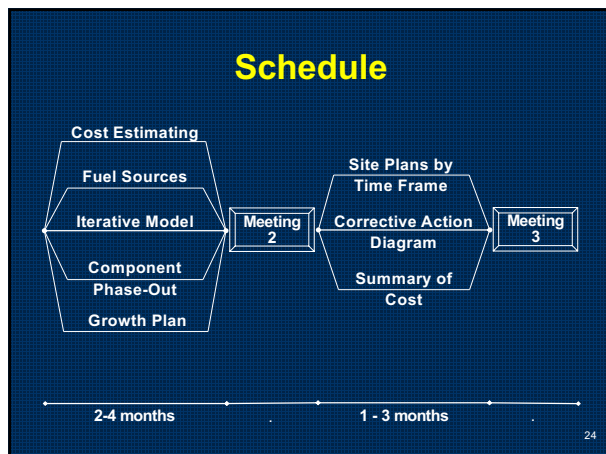 Schedule
Cost Estimating
Fuel Sources
Iterative Model
Component
Phase-Out
Growth Plan
Meeting
2
Site Plans by
Time Frame
Corrective Action
Diagram
Summary of
Cost
Meeting
3
2-4 months
.
1 - 3 months
.
24